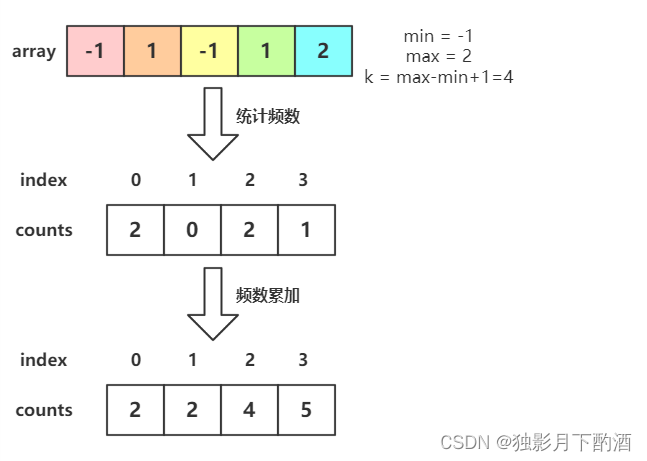 array -1 1 -1 1 2
min = -1
max = 2
k = max-min+1=4
统计频数
index 0 1 2 3
counts 2 0 2 1
频数累加
index 0 1 2 3
counts 2 2 4 5
CSDN @独影月下酌酒